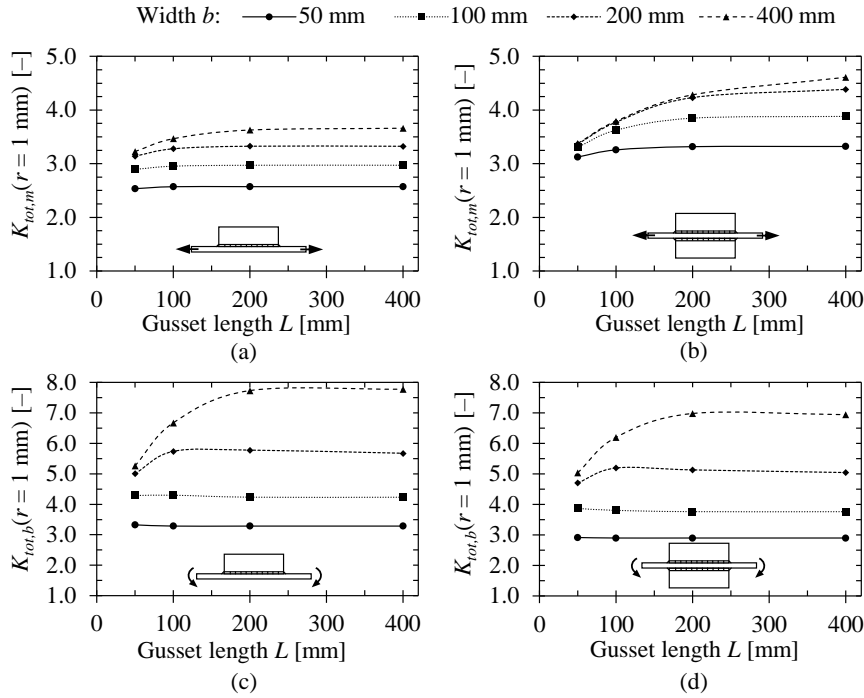 Width b: 50 mm 100 mm 200 mm 400 mm
5.0
4.0
3.0
2.0
1.0
K_tot,m(r = 1 mm) [–]
0 100 200 300 400
Gusset length L [mm]
(a)
5.0
4.0
3.0
2.0
1.0
K_tot,m(r = 1 mm) [–]
0 100 200 300 400
Gusset length L [mm]
(b)
8.0
7.0
6.0
5.0
4.0
3.0
2.0
1.0
K_tot,b(r = 1 mm) [–]
0 100 200 300 400
Gusset length L [mm]
(c)
8.0
7.0
6.0
5.0
4.0
3.0
2.0
1.0
K_tot,b(r = 1 mm) [–]
0 100 200 300 400
Gusset length L [mm]
(d)